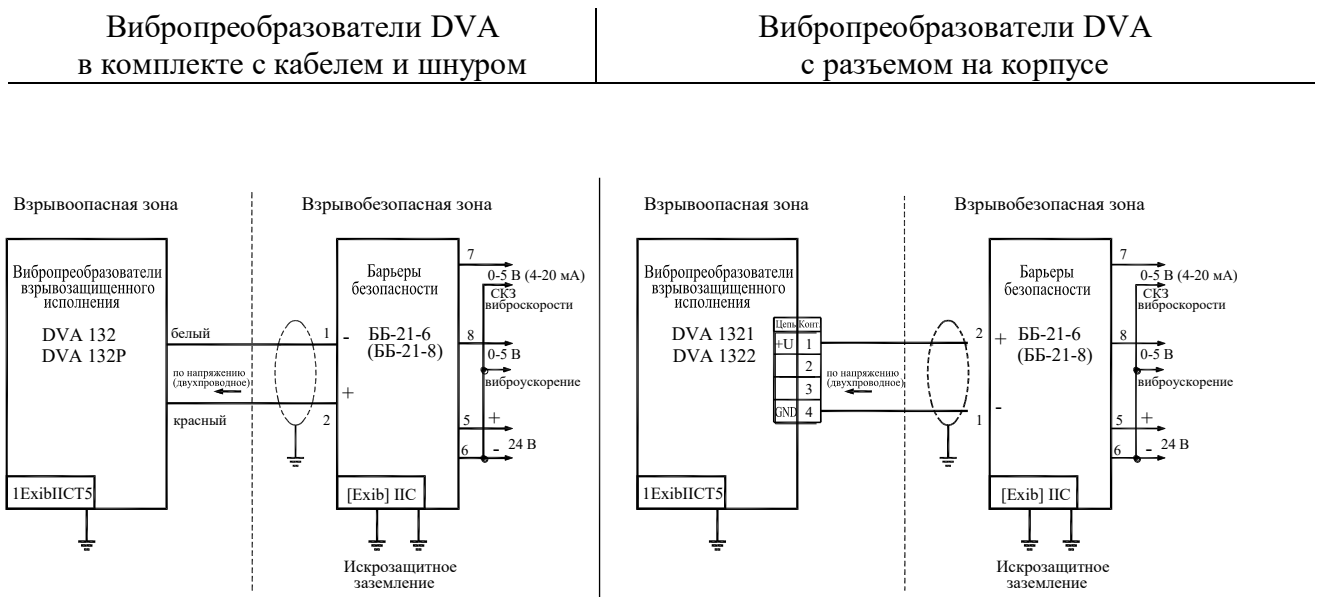 Вибропреобразователи DVA
в комплекте с кабелем и шнуром
Вибропреобразователи DVA
с разъемом на корпусе
Взрывоопасная зона
Взрывобезопасная зона
Вибропреобразователи
взрывозащищенного
исполнения
DVA 132
DVA 132P
белый
по напряжению
(двухпроводное)
красный
1ExibIICT5
1
-
+
2
Барьеры
безопасности
ББ-21-6
(ББ-21-8)
[Exib] IIC
7
0-5 В (4-20 мА)
СКЗ
виброскорости
8
0-5 В
виброускорение
5
+
6
-
24 В
Искрозащитное
заземление
Взрывоопасная зона
Взрывобезопасная зона
Вибропреобразователи
взрывозащищенного
исполнения
DVA 1321
DVA 1322
Цепь Конт.
+U 1
2
3
GND 4
по напряжению
(двухпроводное)
1ExibIICT5
2
+
-
1
Барьеры
безопасности
ББ-21-6
(ББ-21-8)
[Exib] IIC
7
0-5 В (4-20 мА)
СКЗ
виброскорости
8
0-5 В
виброускорение
5
+
6
-
24 В
Искрозащитное
заземление